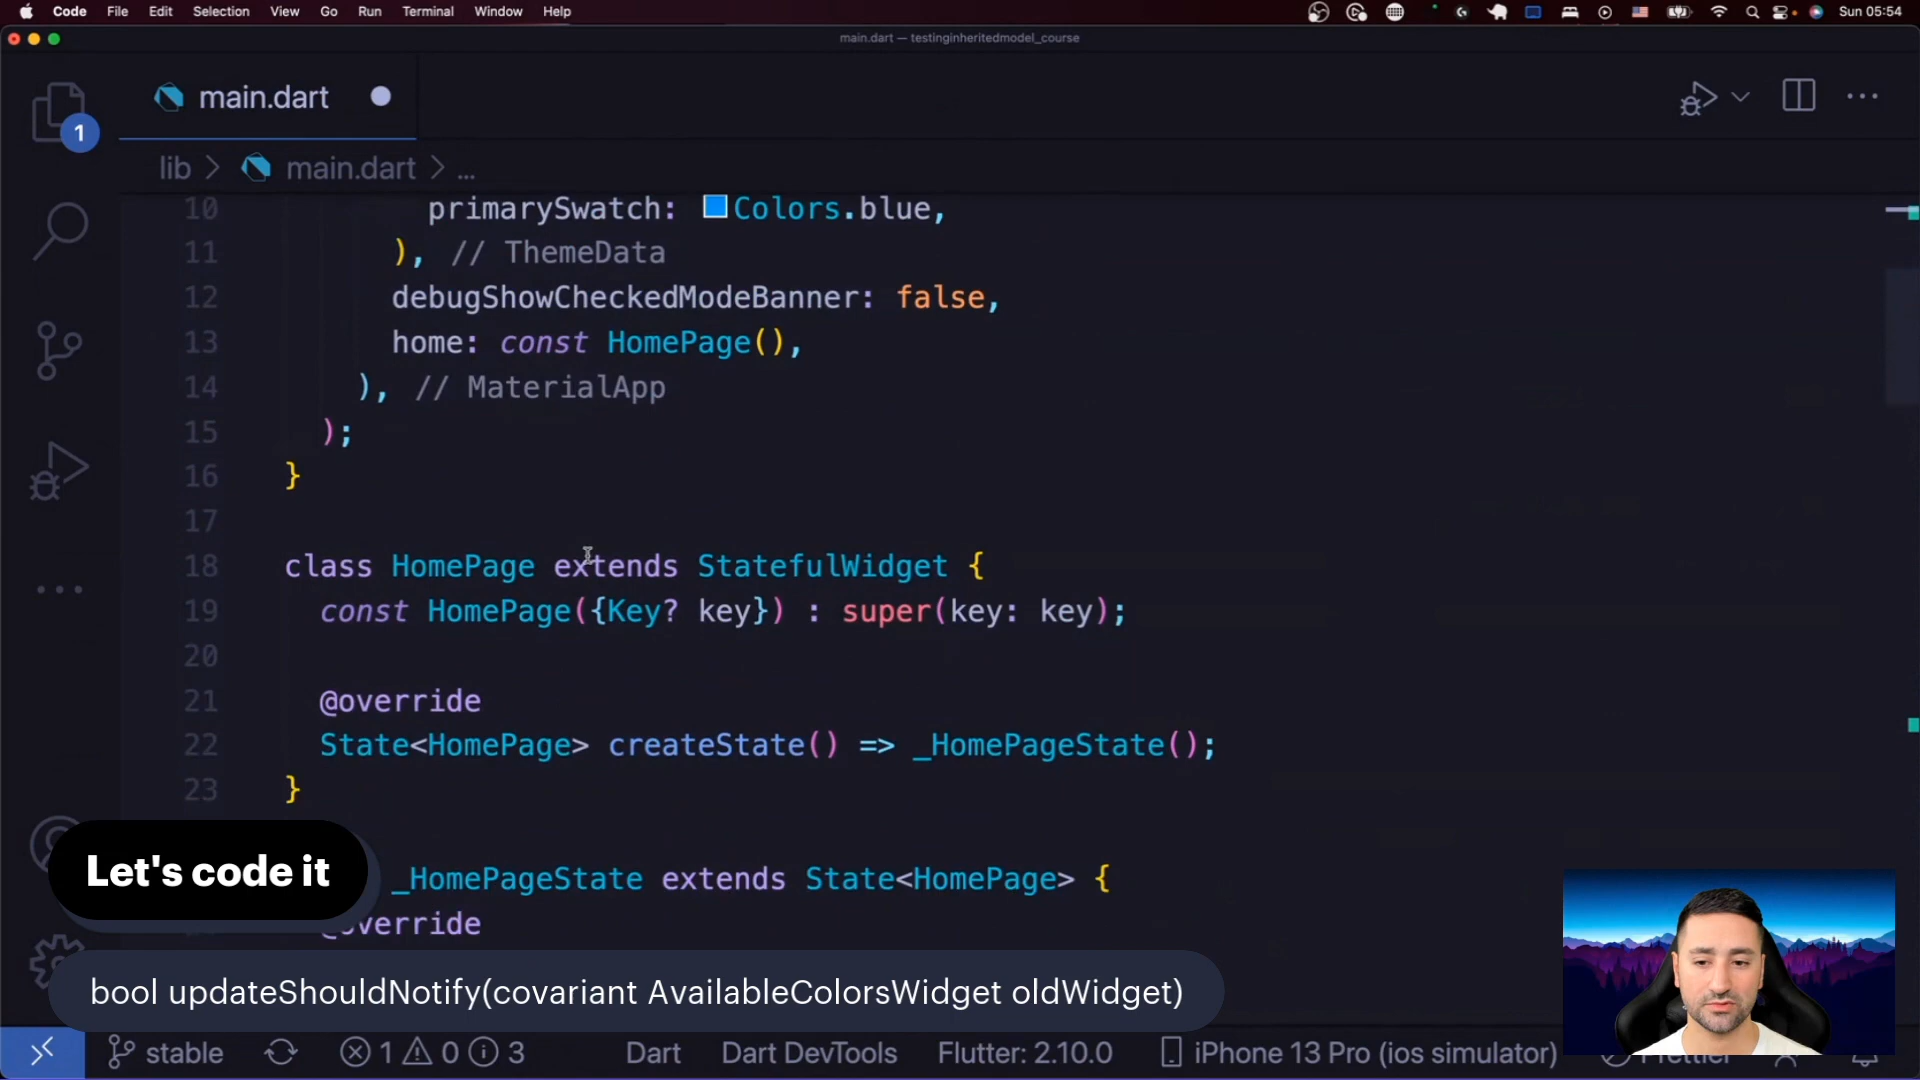 Code File Edit Selection View Go Run Terminal Window Help Sun 05:54
main.dart — testinginheritedmodel_course
main.dart
1
lib > main.dart > ...
10 primarySwatch: Colors.blue,
11 ), // ThemeData
12 debugShowCheckedModeBanner: false,
13 home: const HomePage(),
14 ), // MaterialApp
15 );
16 }
17
18 class HomePage extends StatefulWidget {
19 const HomePage({Key? key}) : super(key: key);
20
21 @override
22 State<HomePage> createState() => _HomePageState();
23 }
_HomePageState extends State<HomePage> {
@override
Let's code it
bool updateShouldNotify(covariant AvailableColorsWidget oldWidget)
stable 1 0 3 Dart Dart DevTools Flutter: 2.10.0 iPhone 13 Pro (ios simulator) Prettier